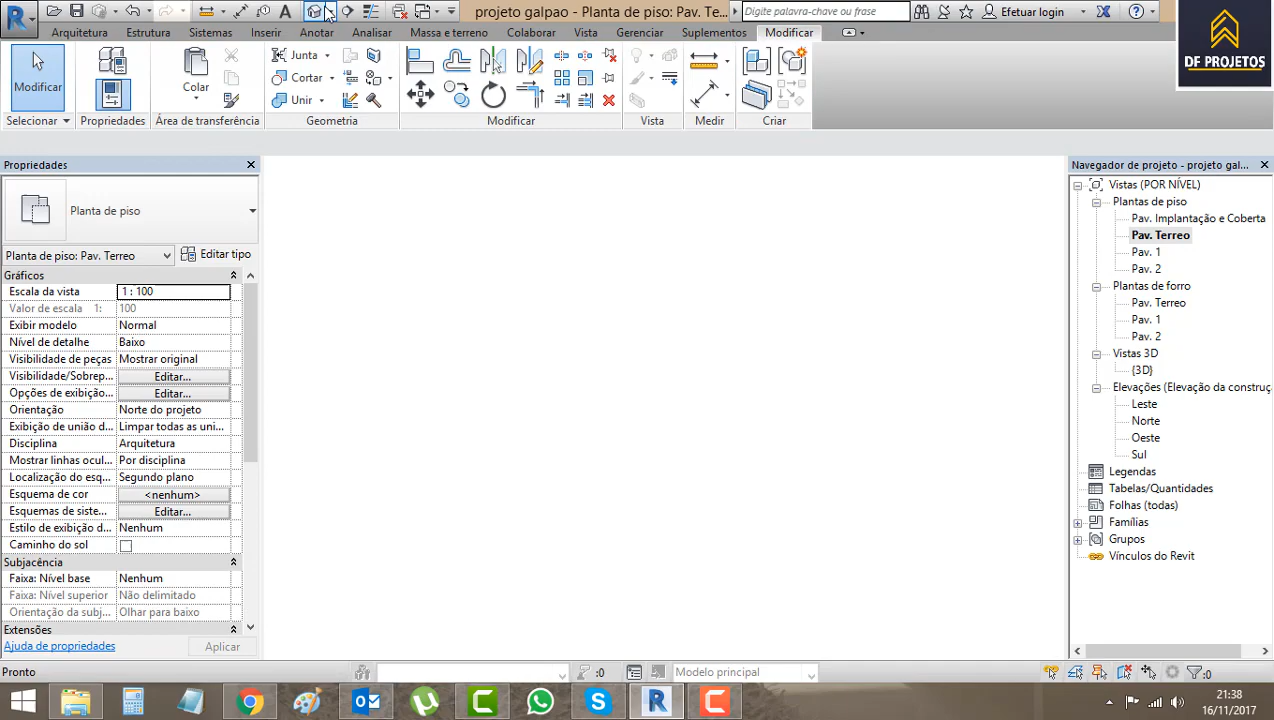 projeto galpao - Planta de piso: Pav. Te...
Digite palavra-chave ou frase
Efetuar login
Arquitetura Estrutura Sistemas Inserir Anotar Analisar Massa e terreno Colaborar Vista Gerenciar Suplementos Modificar
DF PROJETOS
Modificar
Colar
Junta
Cortar
Unir
Selecionar Propriedades Área de transferência Geometria Modificar Vista Medir Criar
Propriedades
Planta de piso
Planta de piso: Pav. Terreo Editar tipo
Gráficos
Escala da vista 1 : 100
Valor de escala 1: 100
Exibir modelo Normal
Nível de detalhe Baixo
Visibilidade de peças Mostrar original
Visibilidade/Sobrep... Editar...
Opções de exibição... Editar...
Orientação Norte do projeto
Exibição de união d... Limpar todas as uni...
Disciplina Arquitetura
Mostrar linhas ocul... Por disciplina
Localização do esq... Segundo plano
Esquema de cor <nenhum>
Esquemas de siste... Editar...
Estilo de exibição d... Nenhum
Caminho do sol
Subjacência
Faixa: Nível base Nenhum
Faixa: Nível superior Não delimitado
Orientação da subj... Olhar para baixo
Extensões
Ajuda de propriedades Aplicar
Navegador de projeto - projeto gal...
Vistas (POR NÍVEL)
Plantas de piso
Pav. Implantação e Coberta
Pav. Terreo
Pav. 1
Pav. 2
Plantas de forro
Pav. Terreo
Pav. 1
Pav. 2
Vistas 3D
{3D}
Elevações (Elevação da construç
Leste
Norte
Oeste
Sul
Legendas
Tabelas/Quantidades
Folhas (todas)
Famílias
Grupos
Vínculos do Revit
Pronto
:0
Modelo principal
:0
21:38
16/11/2017